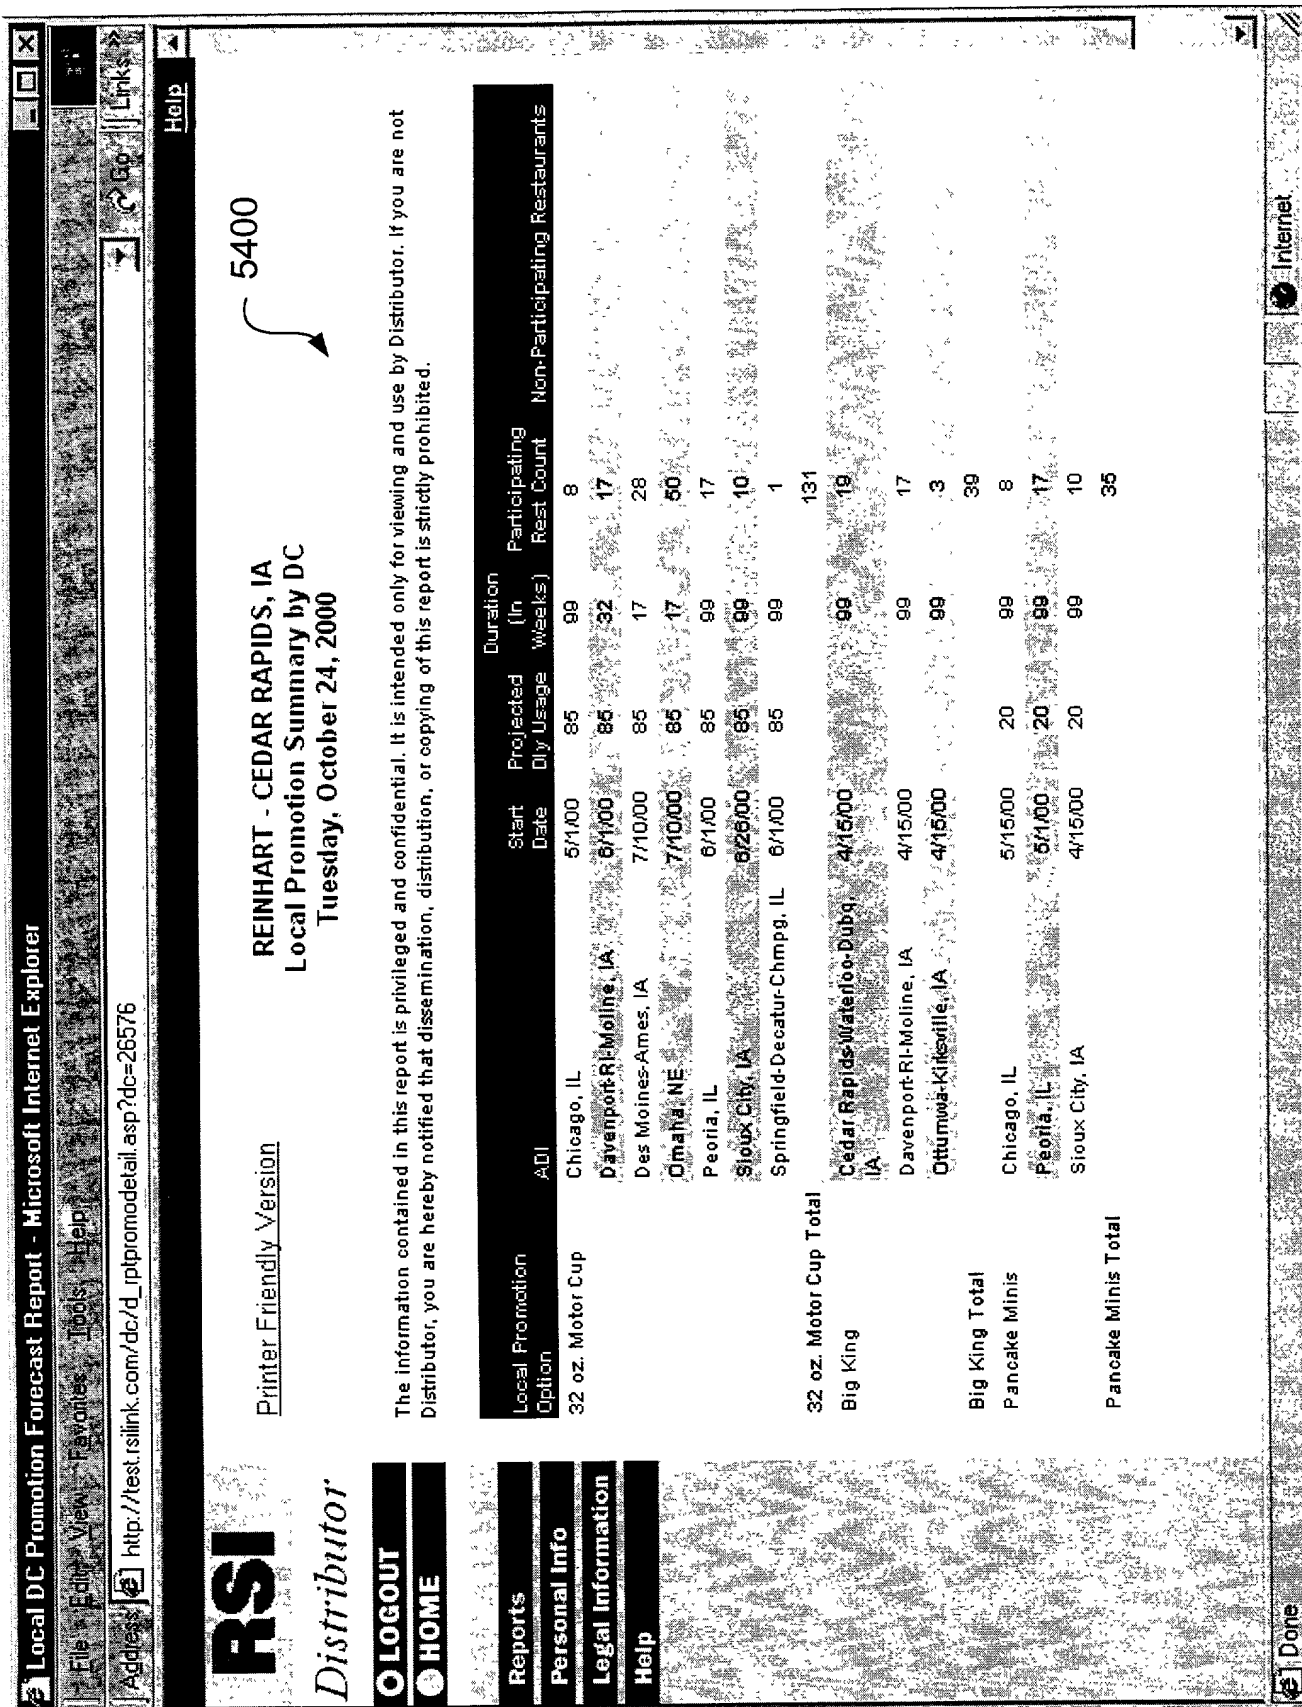 Local DC Promotion Forecast Report - Microsoft Internet Explorer
File Edit View Favorites Tools Help
Address http://test.rsilink.com/dc/d_rptpromodetail.asp?dc=26576 Go Links »
Help
RSI
Distributor
LOGOUT
HOME
Reports
Personal Info
Legal Information
Help
Printer Friendly Version
REINHART - CEDAR RAPIDS, IA
Local Promotion Summary by DC
Tuesday, October 24, 2000
5400
The information contained in this report is privileged and confidential. It is intended only for viewing and use by Distributor. If you are not
Distributor, you are hereby notified that dissemination, distribution, or copying of this report is strictly prohibited.
Local Promotion Option ADI Start Date Projected Dly Usage Duration (In Weeks) Participating Rest Count Non-Participating Restaurants
32 oz. Motor Cup Chicago, IL 5/1/00 85 99 8
Davenport-RI-Moline, IA 6/1/00 85 32 17
Des Moines-Ames, IA 7/10/00 85 17 28
Omaha, NE 7/10/00 85 17 50
Peoria, IL 6/1/00 85 99 17
Sioux City, IA 6/26/00 85 99 10
Springfield-Decatur-Chmpg, IL 6/1/00 85 99 1
32 oz. Motor Cup Total 131
Big King Cedar Rapids-Waterloo-Dubq, 4/15/00 99 19
IA
Davenport-RI-Moline, IA 4/15/00 99 17
Ottumwa-Kirksville, IA 4/15/00 99 3
Big King Total 39
Pancake Minis Chicago, IL 5/15/00 20 99 8
Peoria, IL 5/1/00 20 99 17
Sioux City, IA 4/15/00 20 99 10
Pancake Minis Total 35
Done Internet